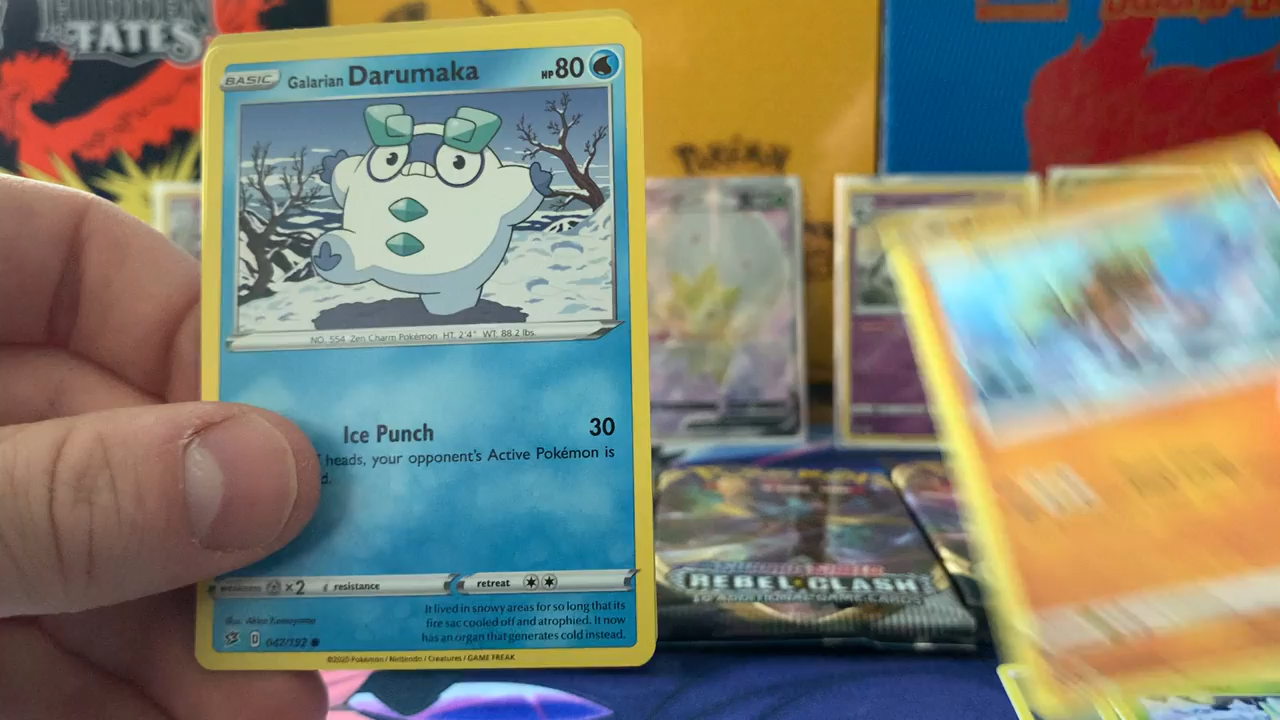 HIDDEN
FATES
BASIC Galarian Darumaka HP 80
NO. 554 Zen Charm Pokémon HT. 2'4" WT. 88.2 lbs.
Ice Punch 30
heads, your opponent's Active Pokémon is
d.
weakness ×2 resistance retreat
It lived in snowy areas for so long that its
fire sac cooled off and atrophied. It now
has an organ that generates cold instead.
Illus. Akira Komayama
D 047/192
©2020 Pokémon / Nintendo / Creatures / GAME FREAK
Pokémon
REBEL CLASH
10 ADDITIONAL GAME CARDS